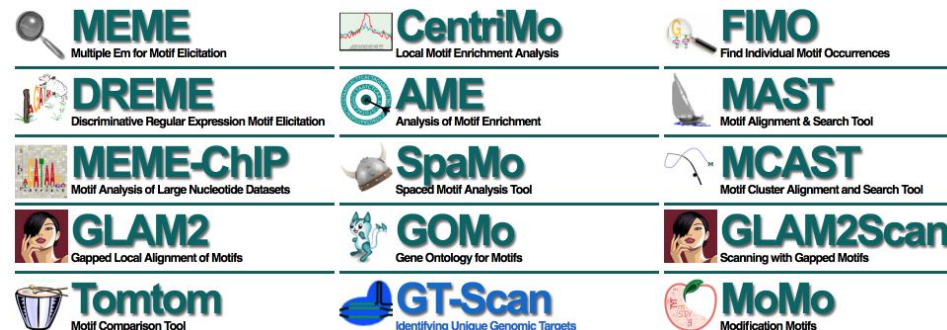 MEME
Multiple Em for Motif Elicitation
CentriMo
Local Motif Enrichment Analysis
FIMO
Find Individual Motif Occurrences
DREME
Discriminative Regular Expression Motif Elicitation
AME
Analysis of Motif Enrichment
MAST
Motif Alignment & Search Tool
MEME-ChIP
Motif Analysis of Large Nucleotide Datasets
SpaMo
Spaced Motif Analysis Tool
MCAST
Motif Cluster Alignment and Search Tool
GLAM2
Gapped Local Alignment of Motifs
GOMo
Gene Ontology for Motifs
GLAM2Scan
Scanning with Gapped Motifs
Tomtom
Motif Comparison Tool
GT-Scan
Identifying Unique Genomic Targets
MoMo
Modification Motifs